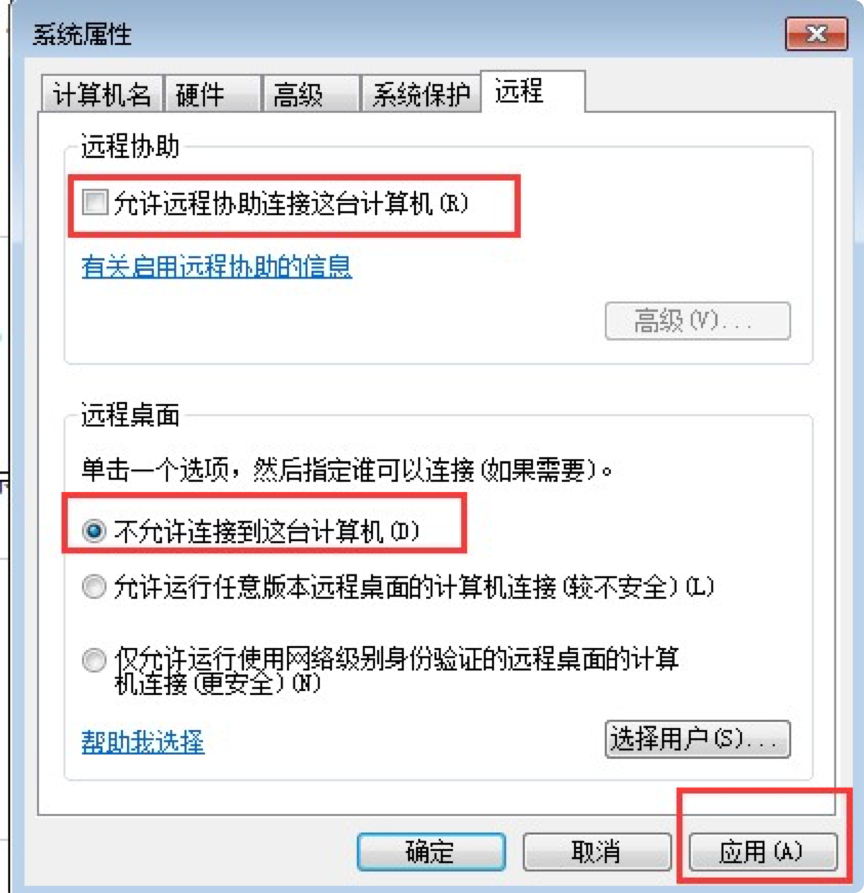 系统属性
计算机名 硬件 高级 系统保护 远程
远程协助
允许远程协助连接这台计算机(R)
有关启用远程协助的信息
高级(V)...
远程桌面
单击一个选项，然后指定谁可以连接(如果需要)。
不允许连接到这台计算机(D)
允许运行任意版本远程桌面的计算机连接(较不安全)(L)
仅允许运行使用网络级别身份验证的远程桌面的计算
机连接(更安全)(N)
帮助我选择
选择用户(S)...
确定 取消 应用(A)